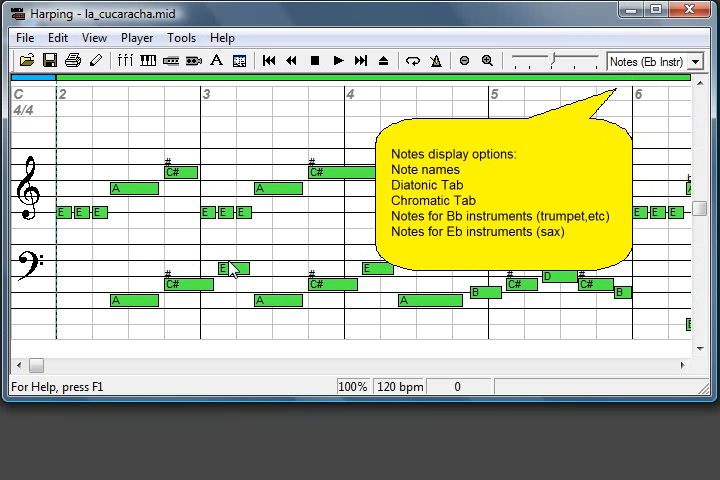 Harping - la_cucaracha.mid
File Edit View Player Tools Help
A Notes (Eb Instr)
C 2 3 4 5 6
4/4
# #
C# C#
A A A
E E E E E E E E E
E E
# # D # #
C# C# B C# C# B
A A A
E
Notes display options:
Note names
Diatonic Tab
Chromatic Tab
Notes for Bb instruments (trumpet,etc)
Notes for Eb instruments (sax)
For Help, press F1 100% 120 bpm 0